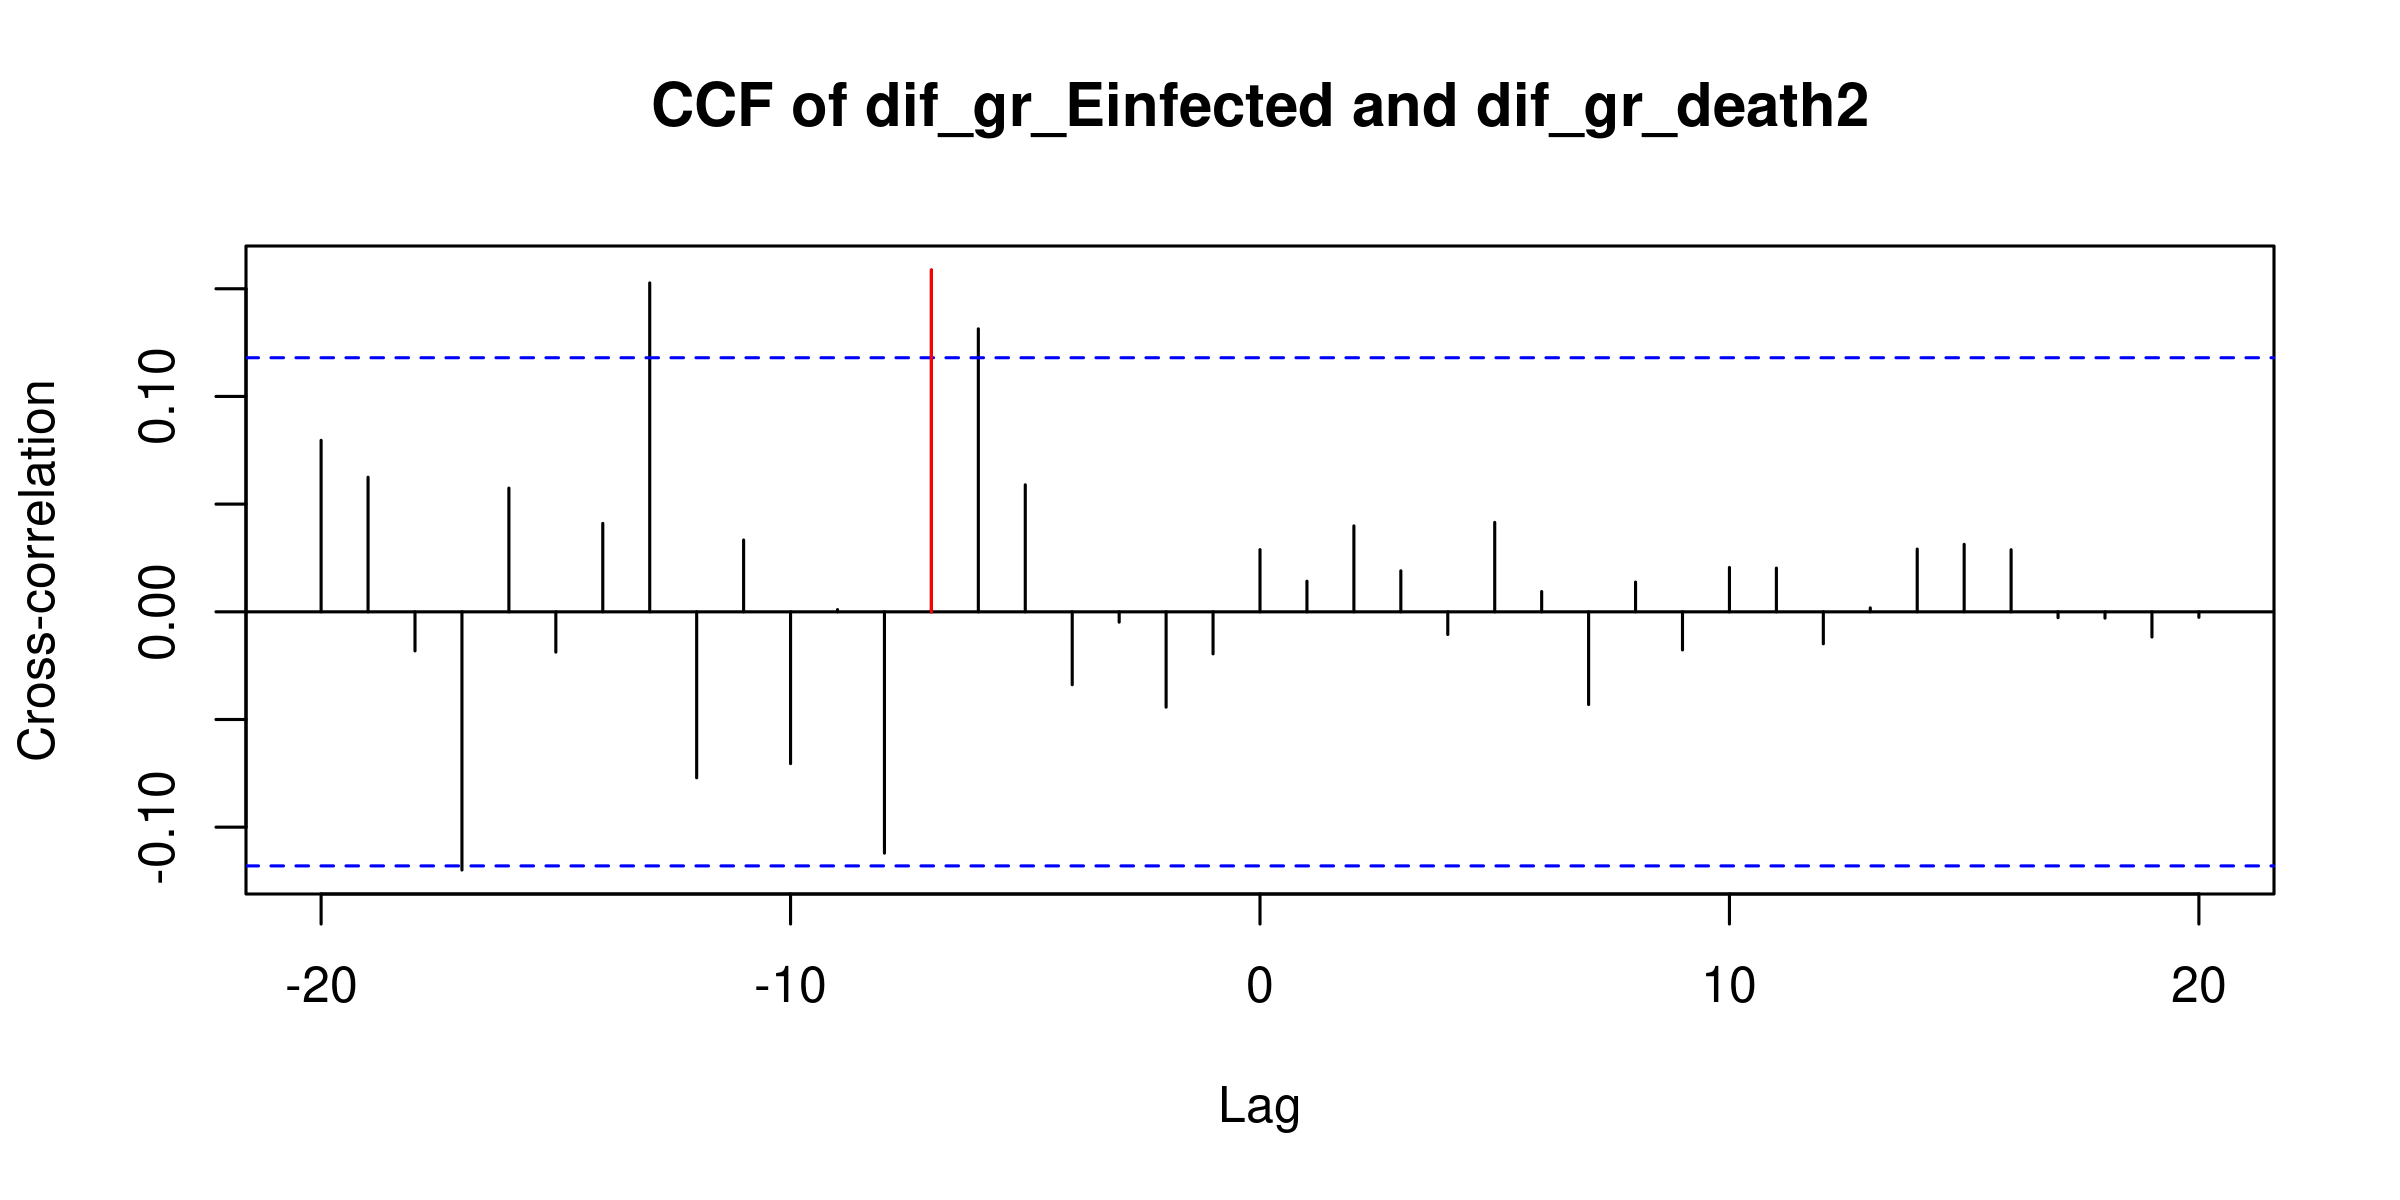 CCF of dif_gr_Einfected and dif_gr_death2
Cross-correlation
0.10
0.00
-0.10
-20 -10 0 10 20
Lag